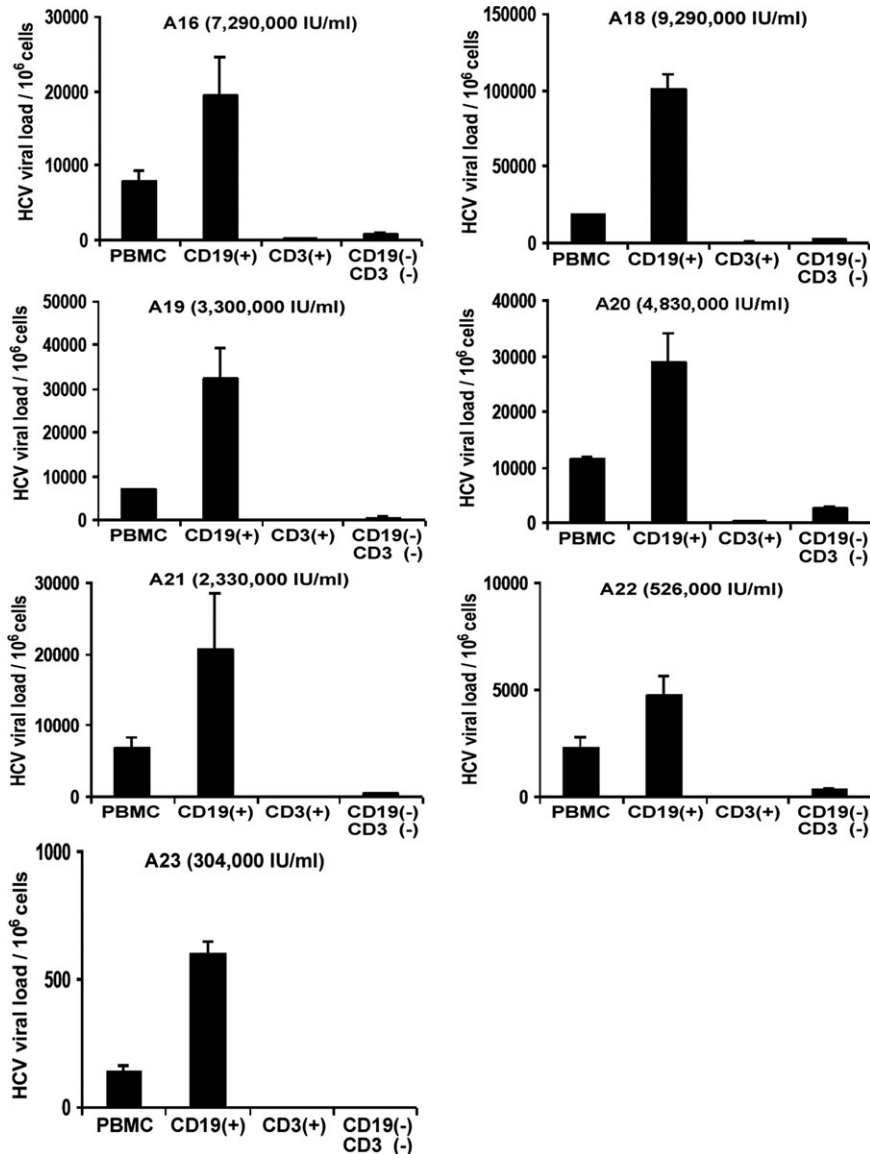 A16 (7,290,000 IU/ml)
HCV viral load / 10⁶ cells
30000
20000
10000
0
PBMC CD19(+) CD3(+) CD19(-)
CD3 (-)
A18 (9,290,000 IU/ml)
HCV viral load / 10⁶ cells
100000
50000
0
PBMC CD19(+) CD3(+) CD19(-)
CD3 (-)
A19 (3,300,000 IU/ml)
HCV viral load / 10⁶ cells
50000
40000
30000
20000
10000
0
PBMC CD19(+) CD3(+) CD19(-)
CD3 (-)
A20 (4,830,000 IU/ml)
HCV viral load / 10⁶ cells
40000
30000
20000
10000
0
PBMC CD19(+) CD3(+) CD19(-)
CD3 (-)
A21 (2,330,000 IU/ml)
HCV viral load / 10⁶ cells
30000
20000
10000
0
PBMC CD19(+) CD3(+) CD19(-)
CD3 (-)
A22 (526,000 IU/ml)
HCV viral load / 10⁶ cells
10000
5000
0
PBMC CD19(+) CD3(+) CD19(-)
CD3 (-)
A23 (304,000 IU/ml)
HCV viral load / 10⁶ cells
1000
500
0
PBMC CD19(+) CD3(+) CD19(-)
CD3 (-)